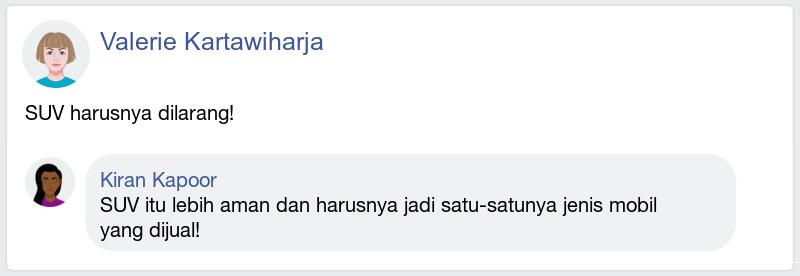 Valerie Kartawiharja
SUV harusnya dilarang!
Kiran Kapoor
SUV itu lebih aman dan harusnya jadi satu-satunya jenis mobil
yang dijual!